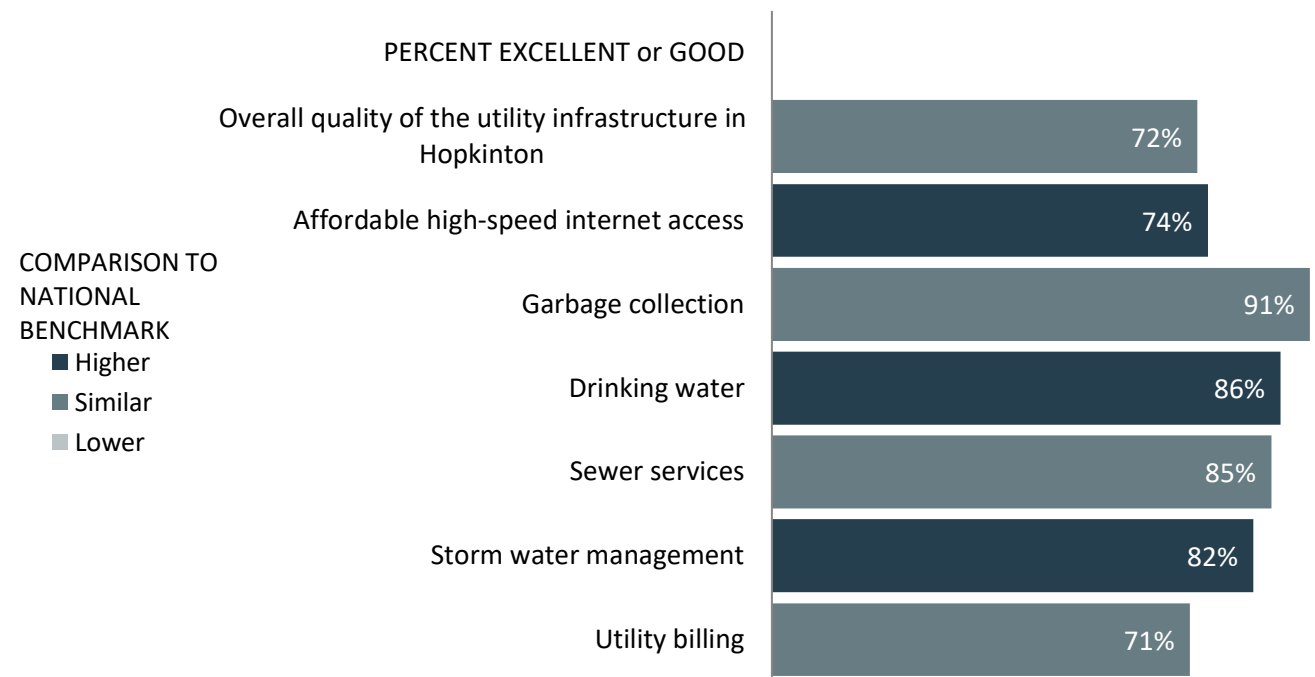 PERCENT EXCELLENT or GOOD
Overall quality of the utility infrastructure in
Hopkinton
72%
Affordable high-speed internet access
74%
COMPARISON TO
NATIONAL
BENCHMARK
Higher
Similar
Lower
Garbage collection
91%
Drinking water
86%
Sewer services
85%
Storm water management
82%
Utility billing
71%